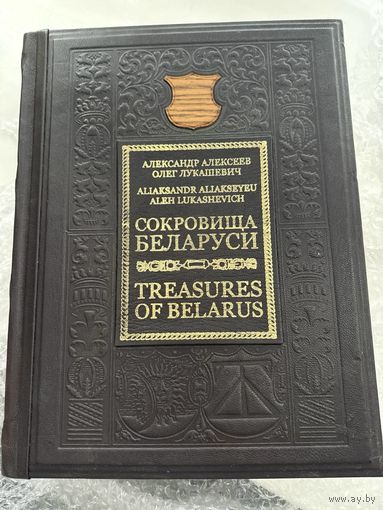 АЛЕКСАНДР АЛЕКСЕЕВ
ОЛЕГ ЛУКАШЕВИЧ
ALIAKSANDR ALIAKSEYEU
ALEH LUKASHEVICH
СОКРОВИЩА
БЕЛАРУСИ
TREASURES
OF BELARUS
www.ay.by